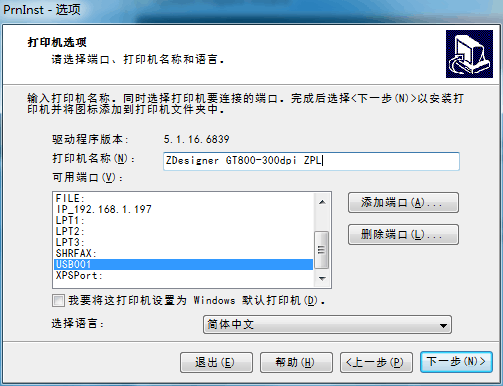 PrnInst - 选项
打印机选项
请选择端口、打印机名称和语言。
输入打印机名称。同时选择打印机要连接的端口。完成后选择<下一步(N)>以安装打
印机并将图标添加到打印机文件夹中。
驱动程序版本: 5.1.16.6839
打印机名称(N): ZDesigner GT800-300dpi ZPL
可用端口(V):
FILE:
IP_192.168.1.197
LPT1:
LPT2:
LPT3:
SHRFAX:
USB001
XPSPort:
添加端口(A)...
删除端口(L)...
我要将这打印机设置为 Windows 默认打印机(D).
选择语言: 简体中文
退出(E) 帮助(H) <上一步(P) 下一步(N)>